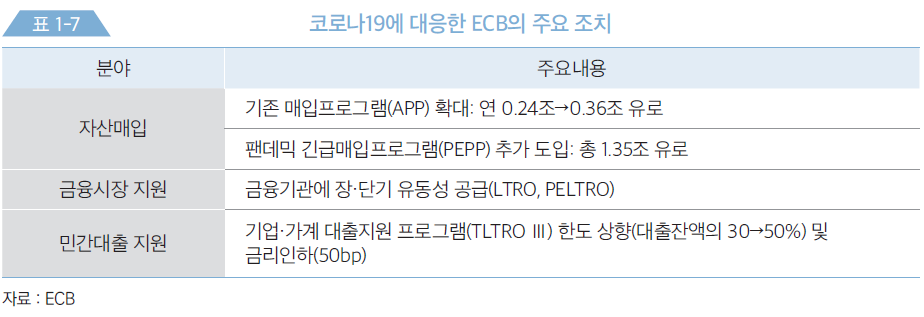 표 1-7
코로나19에 대응한 ECB의 주요 조치
분야
주요내용
자산매입
기존 매입프로그램(APP) 확대: 연 0.24조→0.36조 유로
팬데믹 긴급매입프로그램(PEPP) 추가 도입: 총 1.35조 유로
금융시장 지원
금융기관에 장·단기 유동성 공급(LTRO, PELTRO)
민간대출 지원
기업·가계 대출지원 프로그램(TLTRO Ⅲ) 한도 상향(대출잔액의 30→50%) 및
금리인하(50bp)
자료 : ECB